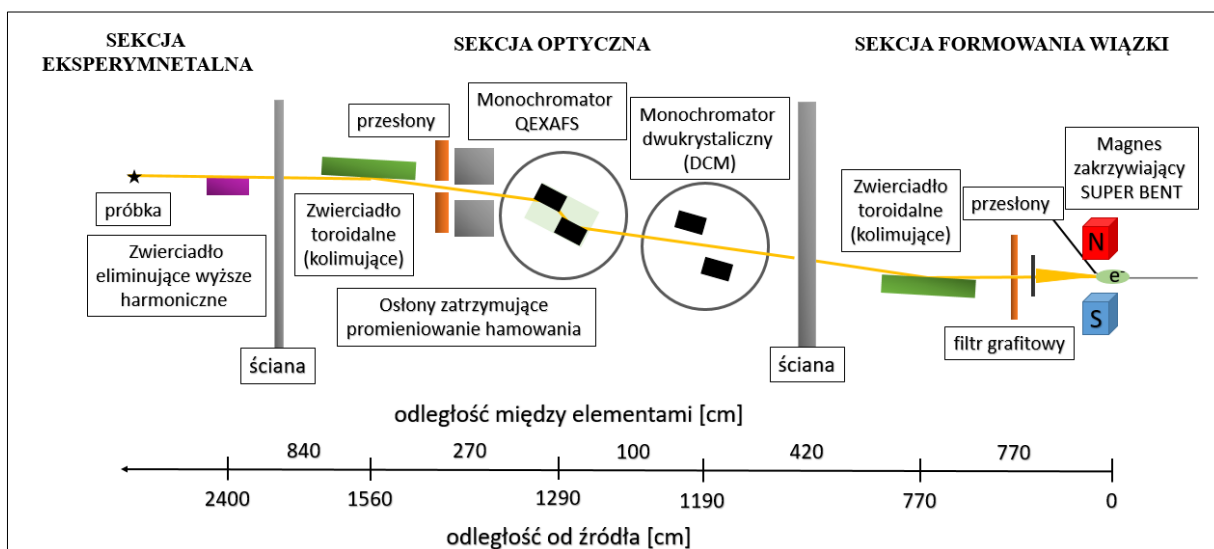 SEKCJA
EKSPERYMNETALNA
SEKCJA OPTYCZNA
SEKCJA FORMOWANIA WIĄZKI
próbka
Zwierciadło
eliminujące wyższe
harmoniczne
ściana
przesłony
Zwierciadło
toroidalne
(kolimujące)
Monochromator
QEXAFS
Osłony zatrzymujące
promieniowanie hamowania
Monochromator
dwukrystaliczny
(DCM)
ściana
Zwierciadło
toroidalne
(kolimujące)
przesłony
Magnes
zakrzywiający
SUPER BENT
N
e⁻
S
filtr grafitowy
odległość między elementami [cm]
840 270 100 420 770
2400 1560 1290 1190 770 0
odległość od źródła [cm]